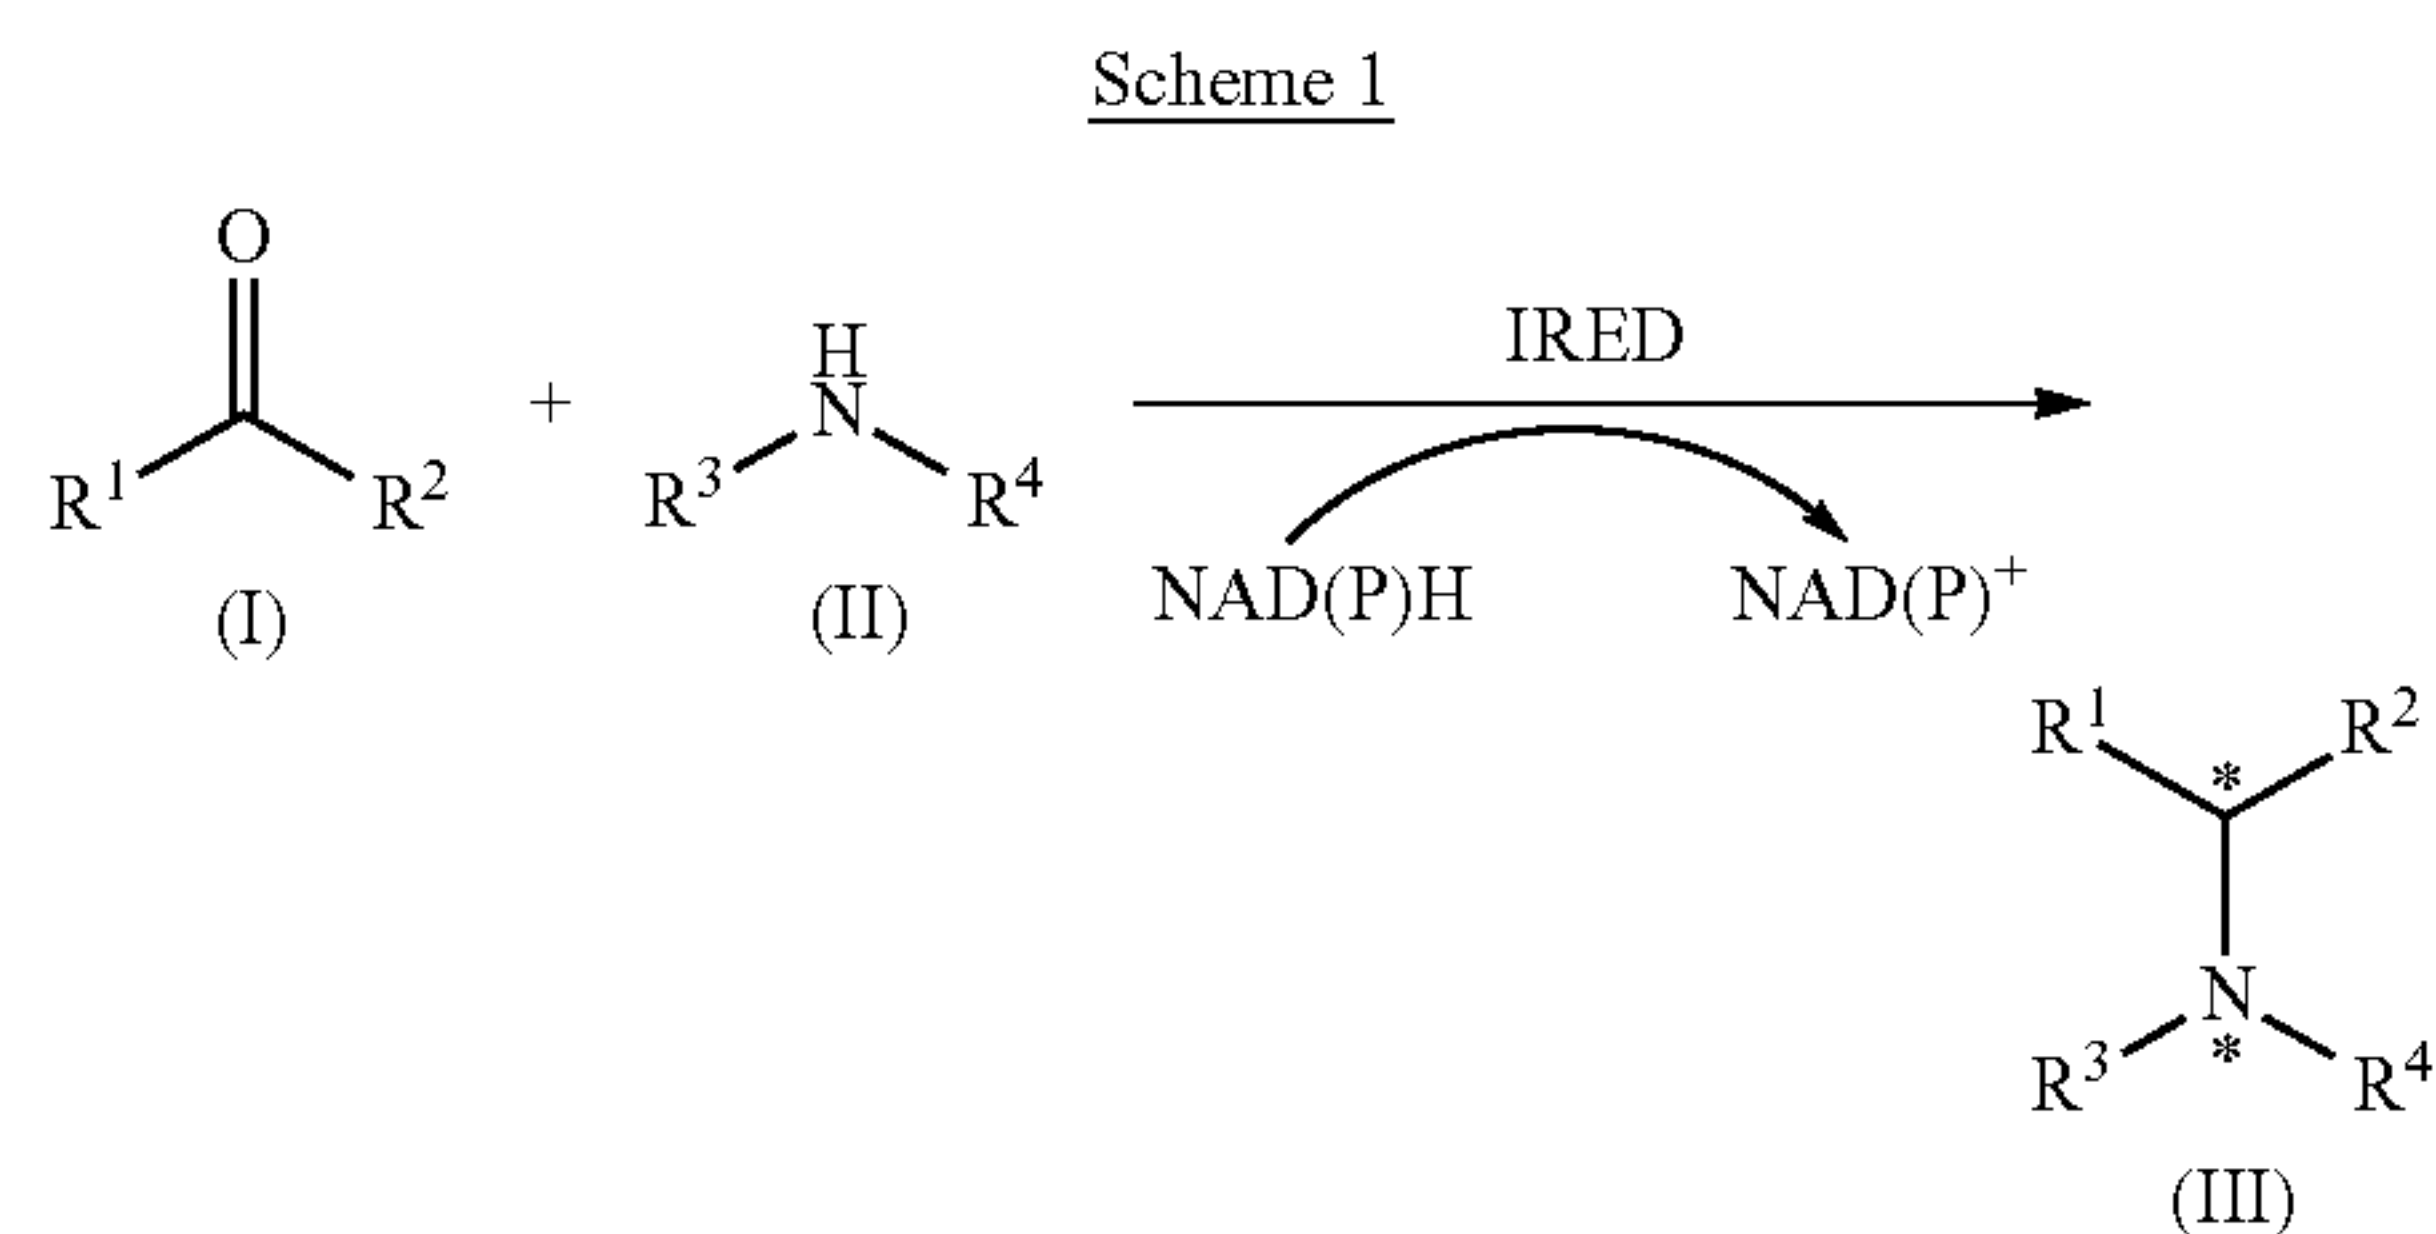 Scheme 1
O
R¹ R²
(I)
+
H
N
R³ R⁴
(II)
IRED
NAD(P)H NAD(P)⁺
R¹ * R²
N
R³ * R⁴
(III)